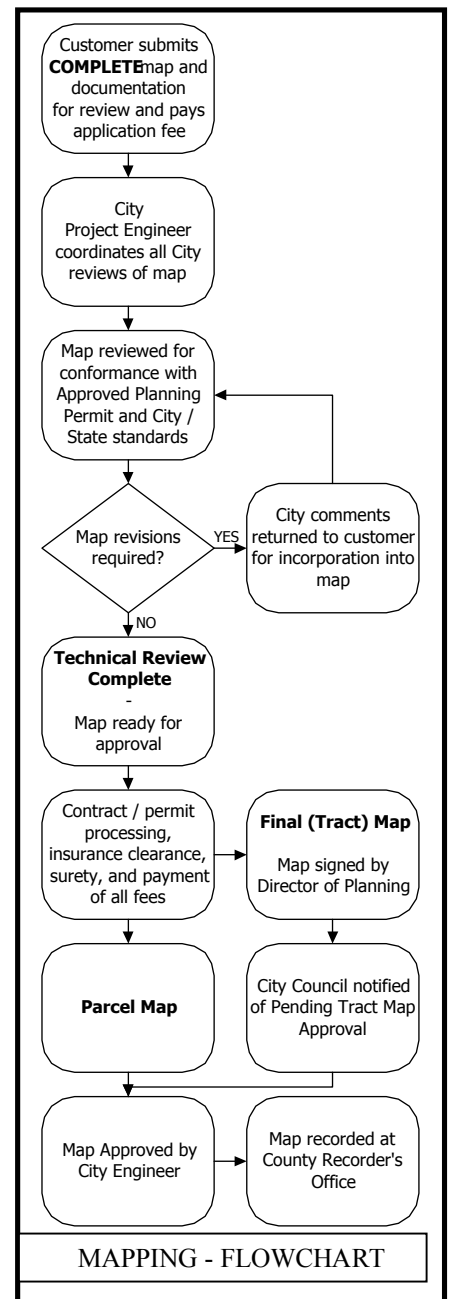 Customer submits
COMPLETEmap and
documentation
for review and pays
application fee
City
Project Engineer
coordinates all City
reviews of map
Map reviewed for
conformance with
Approved Planning
Permit and City /
State standards
Map revisions
required?
YES
City comments
returned to customer
for incorporation into
map
NO
Technical Review
Complete
-
Map ready for
approval
Contract / permit
processing,
insurance clearance,
surety, and payment
of all fees
Final (Tract) Map
Map signed by
Director of Planning
Parcel Map
City Council notified
of Pending Tract Map
Approval
Map Approved by
City Engineer
Map recorded at
County Recorder's
Office
MAPPING - FLOWCHART